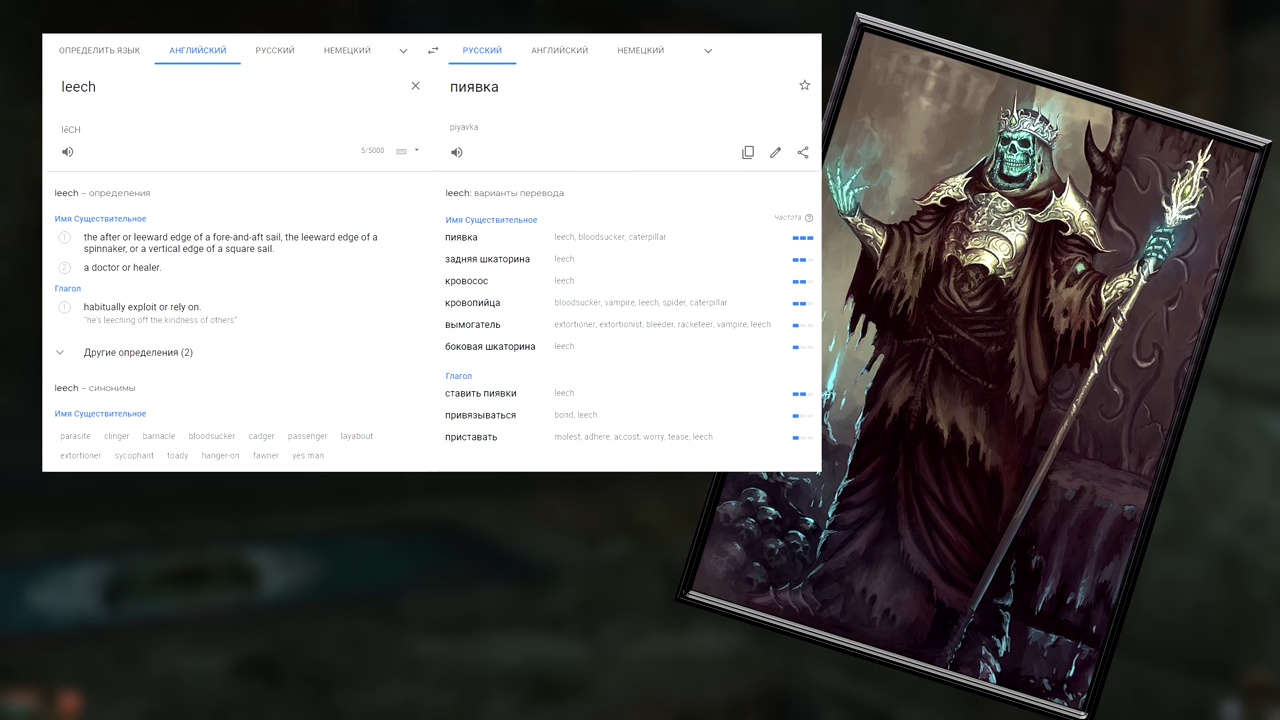 ОПРЕДЕЛИТЬ ЯЗЫК АНГЛИЙСКИЙ РУССКИЙ НЕМЕЦКИЙ
РУССКИЙ АНГЛИЙСКИЙ НЕМЕЦКИЙ
leech
lēCH
5/5000
пиявка
piyavka
leech – определения
Имя Существительное
1 the after or leeward edge of a fore-and-aft sail, the leeward edge of a
spinnaker, or a vertical edge of a square sail.
2 a doctor or healer.
Глагол
1 habitually exploit or rely on.
"he's leeching off the kindness of others"
Другие определения (2)
leech – синонимы
Имя Существительное
parasite clinger barnacle bloodsucker cadger passenger layabout
extortioner sycophant toady hanger-on fawner yes man
leech: варианты перевода
Имя Существительное Частота
пиявка leech, bloodsucker, caterpillar
задняя шкаторина leech
кровосос leech
кровопийца bloodsucker, vampire, leech, spider, caterpillar
вымогатель extortioner, extortionist, bleeder, racketeer, vampire, leech
боковая шкаторина leech
Глагол
ставить пиявки leech
привязываться bond, leech
приставать molest, adhere, accost, worry, tease, leech